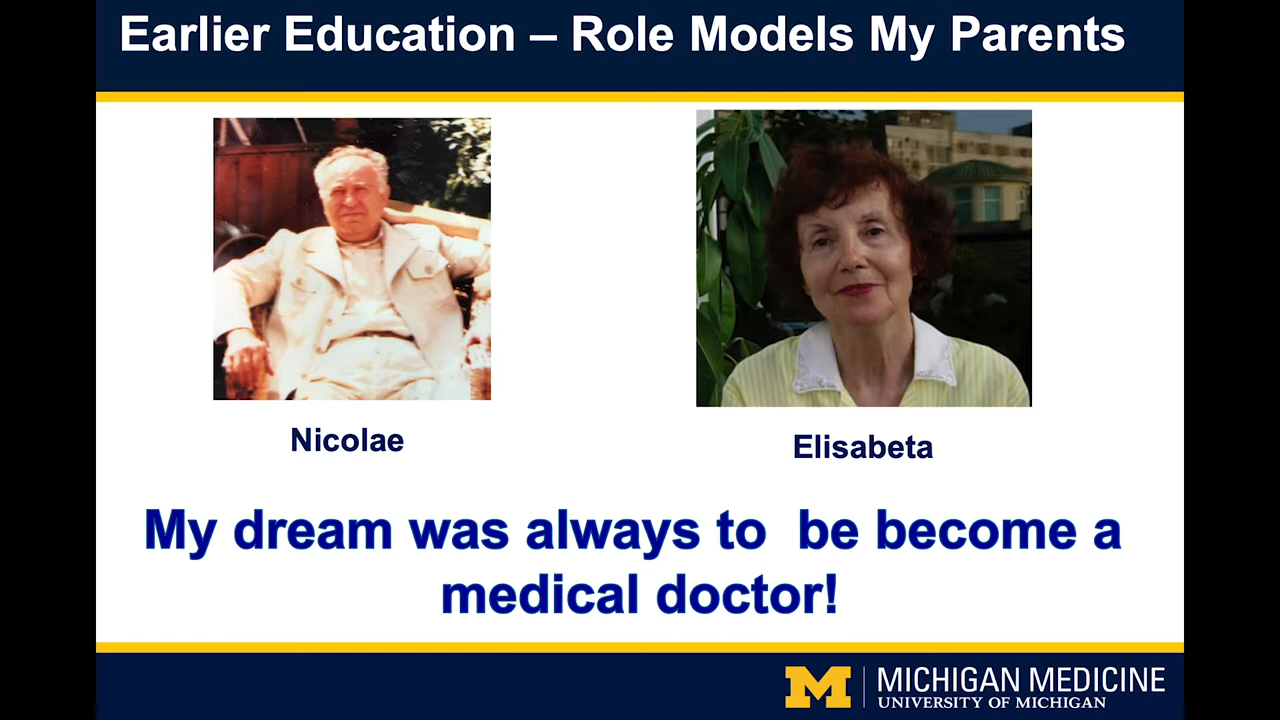 Earlier Education – Role Models My Parents
Nicolae
Elisabeta
My dream was always to  be become a
medical doctor!
M
MICHIGAN MEDICINE
UNIVERSITY OF MICHIGAN